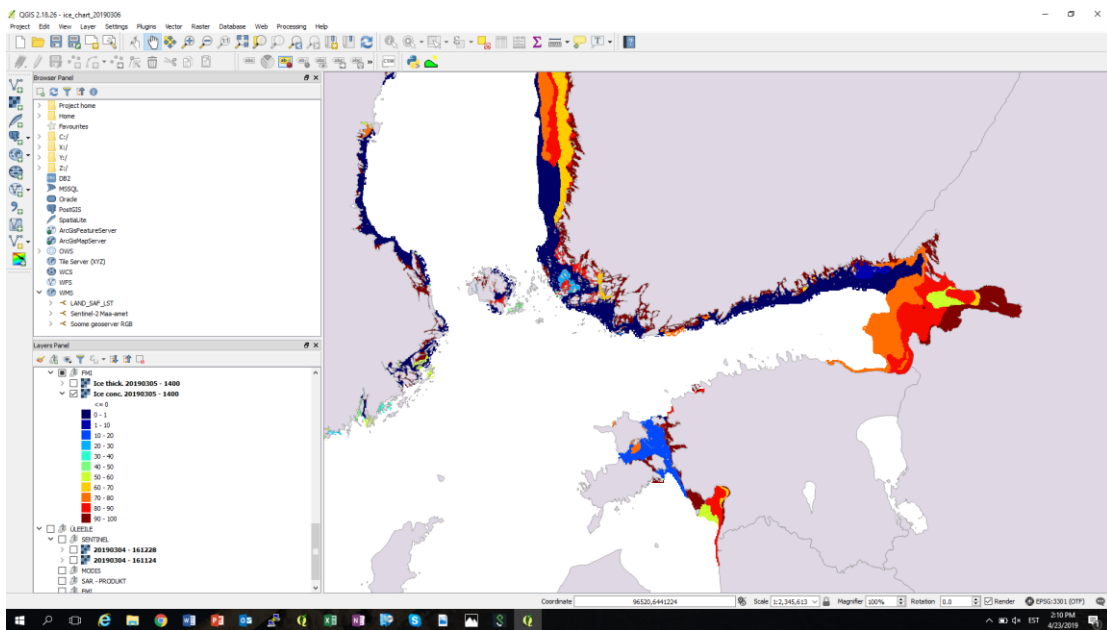 QGIS 2.18.26 - ice_chart_20190306
Project Edit View Layer Settings Plugins Vector Raster Database Web Processing Help
Browser Panel
Project home
Home
Favourites
C:/
X:/
Y:/
Z:/
DB2
MSSQL
Oracle
PostGIS
SpatiaLite
ArcGisFeatureServer
ArcGisMapServer
OWS
Tile Server (XYZ)
WCS
WFS
WMS
LAND_SAF_LST
Sentinel-2 Maa-amet
Soome geoserver RGB
Layers Panel
FMI
Ice thick. 20190305 - 1400
Ice conc. 20190305 - 1400
<= 0
0 - 1
1 - 10
10 - 20
20 - 30
30 - 40
40 - 50
50 - 60
60 - 70
70 - 80
80 - 90
90 - 100
ÜLEEILE
SENTINEL
20190304 - 161228
20190304 - 161124
MODIS
SAR - PRODUKT
FMI
Coordinate 96520,6441224 Scale 1:2,345,613 Magnifier 100% Rotation 0.0 Render EPSG:3301 (OTF)
EST 2:10 PM
4/23/2019